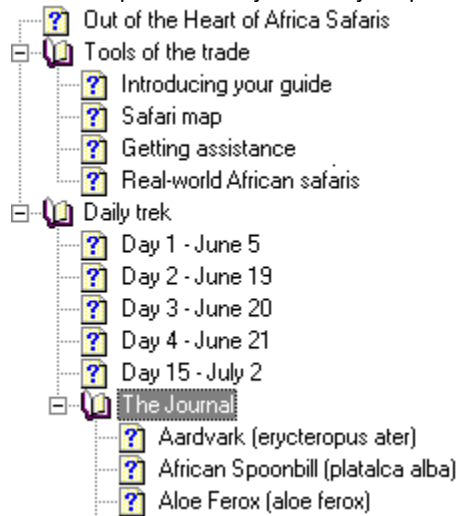 Out of the Heart of Africa Safaris
Tools of the trade
Introducing your guide
Safari map
Getting assistance
Real-world African safaris
Daily trek
Day 1 - June 5
Day 2 - June 19
Day 3 - June 20
Day 4 - June 21
Day 15 - July 2
The Journal
Aardvark (erycteropus ater)
African Spoonbill (platalca alba)
Aloe Ferox (aloe ferox)